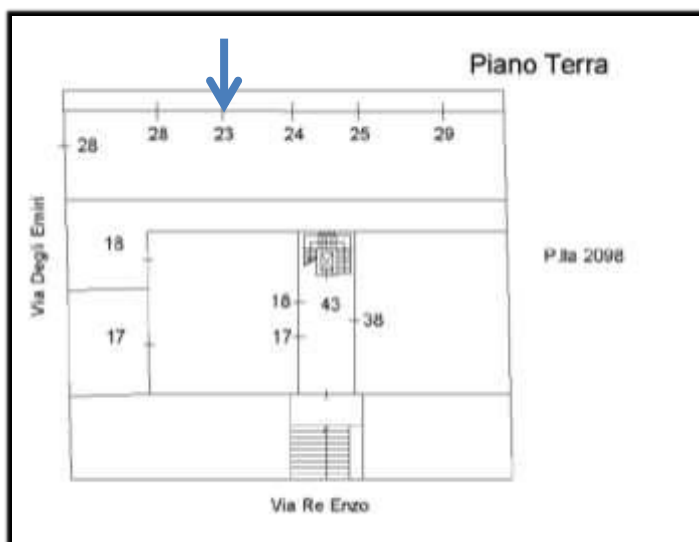 Piano Terra
28 23 24 25 29
28
Via Degli Emiri
18
P.lla 2098
18 43
38
17 17
Via Re Enzo